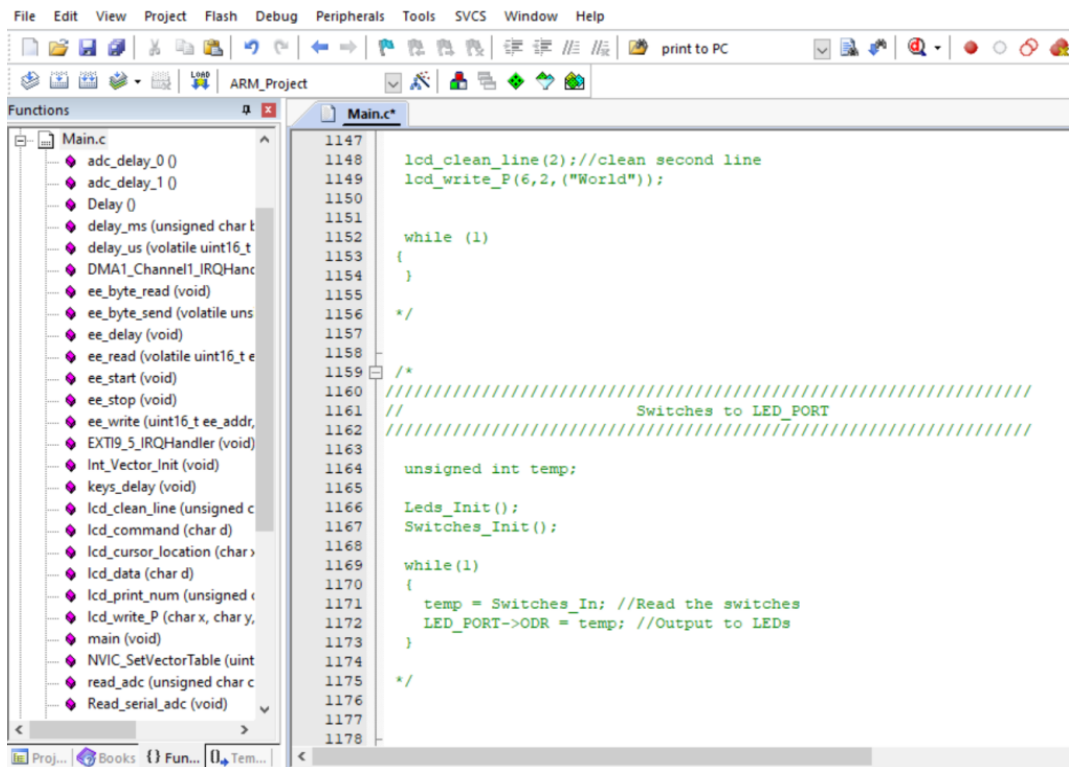 File Edit View Project Flash Debug Peripherals Tools SVCS Window Help
print to PC
LOAD ARM_Project
Functions
Main.c
adc_delay_0 ()
adc_delay_1 ()
Delay ()
delay_ms (unsigned char b
delay_us (volatile uint16_t
DMA1_Channel1_IRQHand
ee_byte_read (void)
ee_byte_send (volatile uns
ee_delay (void)
ee_read (volatile uint16_t e
ee_start (void)
ee_stop (void)
ee_write (uint16_t ee_addr,
EXTI9_5_IRQHandler (void)
Int_Vector_Init (void)
keys_delay (void)
lcd_clean_line (unsigned c
lcd_command (char d)
lcd_cursor_location (char x
lcd_data (char d)
lcd_print_num (unsigned c
lcd_write_P (char x, char y,
main (void)
NVIC_SetVectorTable (uint
read_adc (unsigned char c
Read_serial_adc (void)
Proj... Books {} Fun... Tem...
Main.c*
1147
1148 lcd_clean_line(2);//clean second line
1149 lcd_write_P(6,2,("World"));
1150
1151
1152 while (1)
1153 {
1154 }
1155
1156 */
1157
1158
1159 /*
1160 ///////////////////////////////////////////////////////////////////
1161 // Switches to LED_PORT
1162 ///////////////////////////////////////////////////////////////////
1163
1164 unsigned int temp;
1165
1166 Leds_Init();
1167 Switches_Init();
1168
1169 while(1)
1170 {
1171 temp = Switches_In; //Read the switches
1172 LED_PORT->ODR = temp; //Output to LEDs
1173 }
1174
1175 */
1176
1177
1178